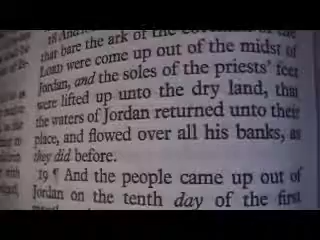 18 And
that bare the ark of the
LORD were come up out of the midst of
Jordan, and the soles of the priests' feet
were lifted up unto the dry land, that
the waters of Jordan returned unto their
place, and flowed over all his banks, as
they did before.
19 ¶ And the people came up out of
Jordan on the tenth day of the first